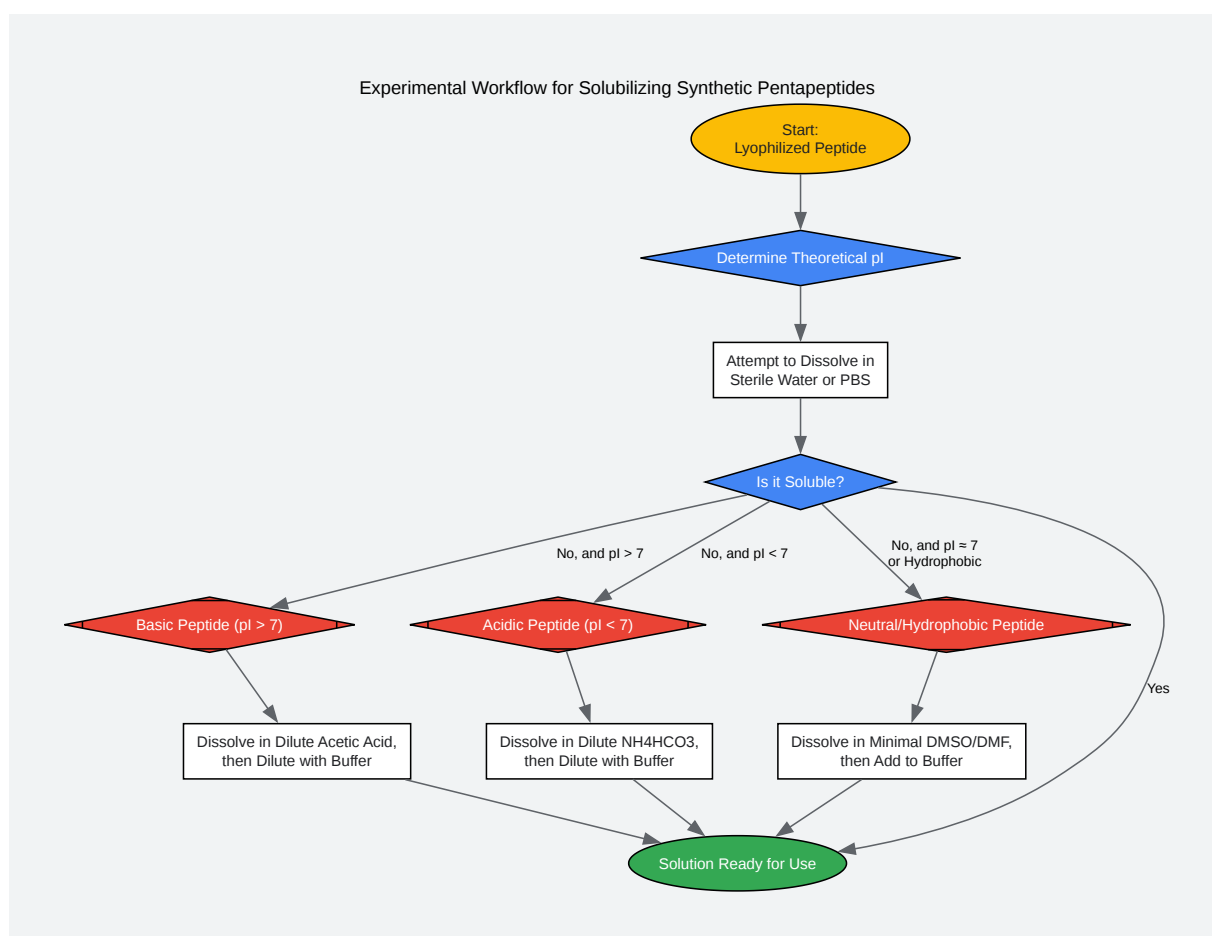 Experimental Workflow for Solubilizing Synthetic Pentapeptides
Start:
Lyophilized Peptide
Determine Theoretical pI
Attempt to Dissolve in
Sterile Water or PBS
Is it Soluble?
No, and pI > 7
No, and pI < 7
No, and pI ≈ 7
or Hydrophobic
Basic Peptide (pI > 7)
Acidic Peptide (pI < 7)
Neutral/Hydrophobic Peptide
Yes
Dissolve in Dilute Acetic Acid,
then Dilute with Buffer
Dissolve in Dilute NH4HCO3,
then Dilute with Buffer
Dissolve in Minimal DMSO/DMF,
then Add to Buffer
Solution Ready for Use